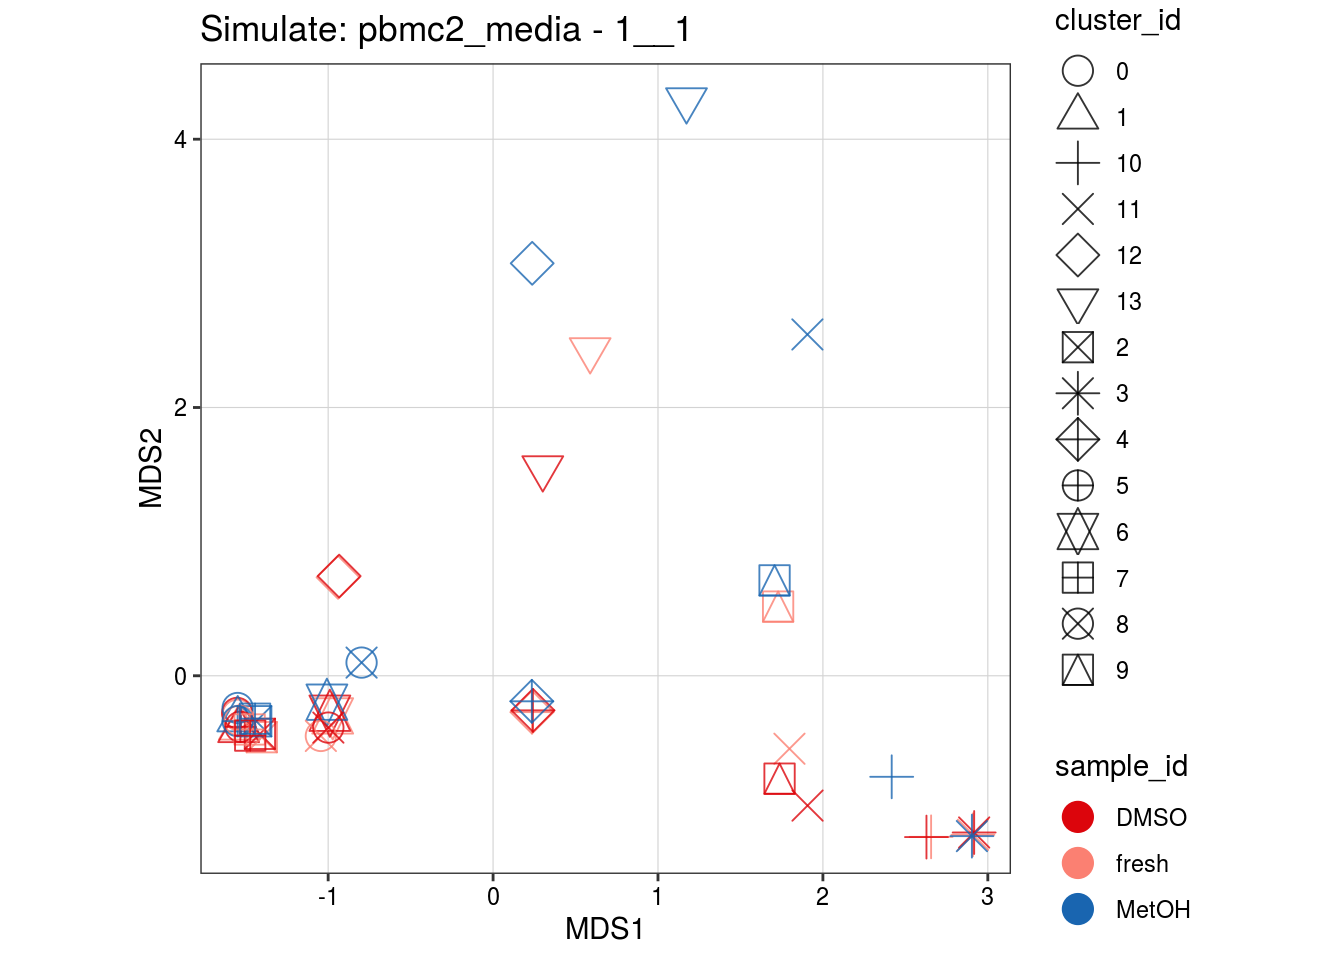 Simulate: pbmc2_media - 1__1
cluster_id
0
1
10
11
12
13
2
3
4
5
6
7
8
9
sample_id
DMSO
fresh
MetOH
MDS2
4
2
0
-1
0
1
2
3
MDS1